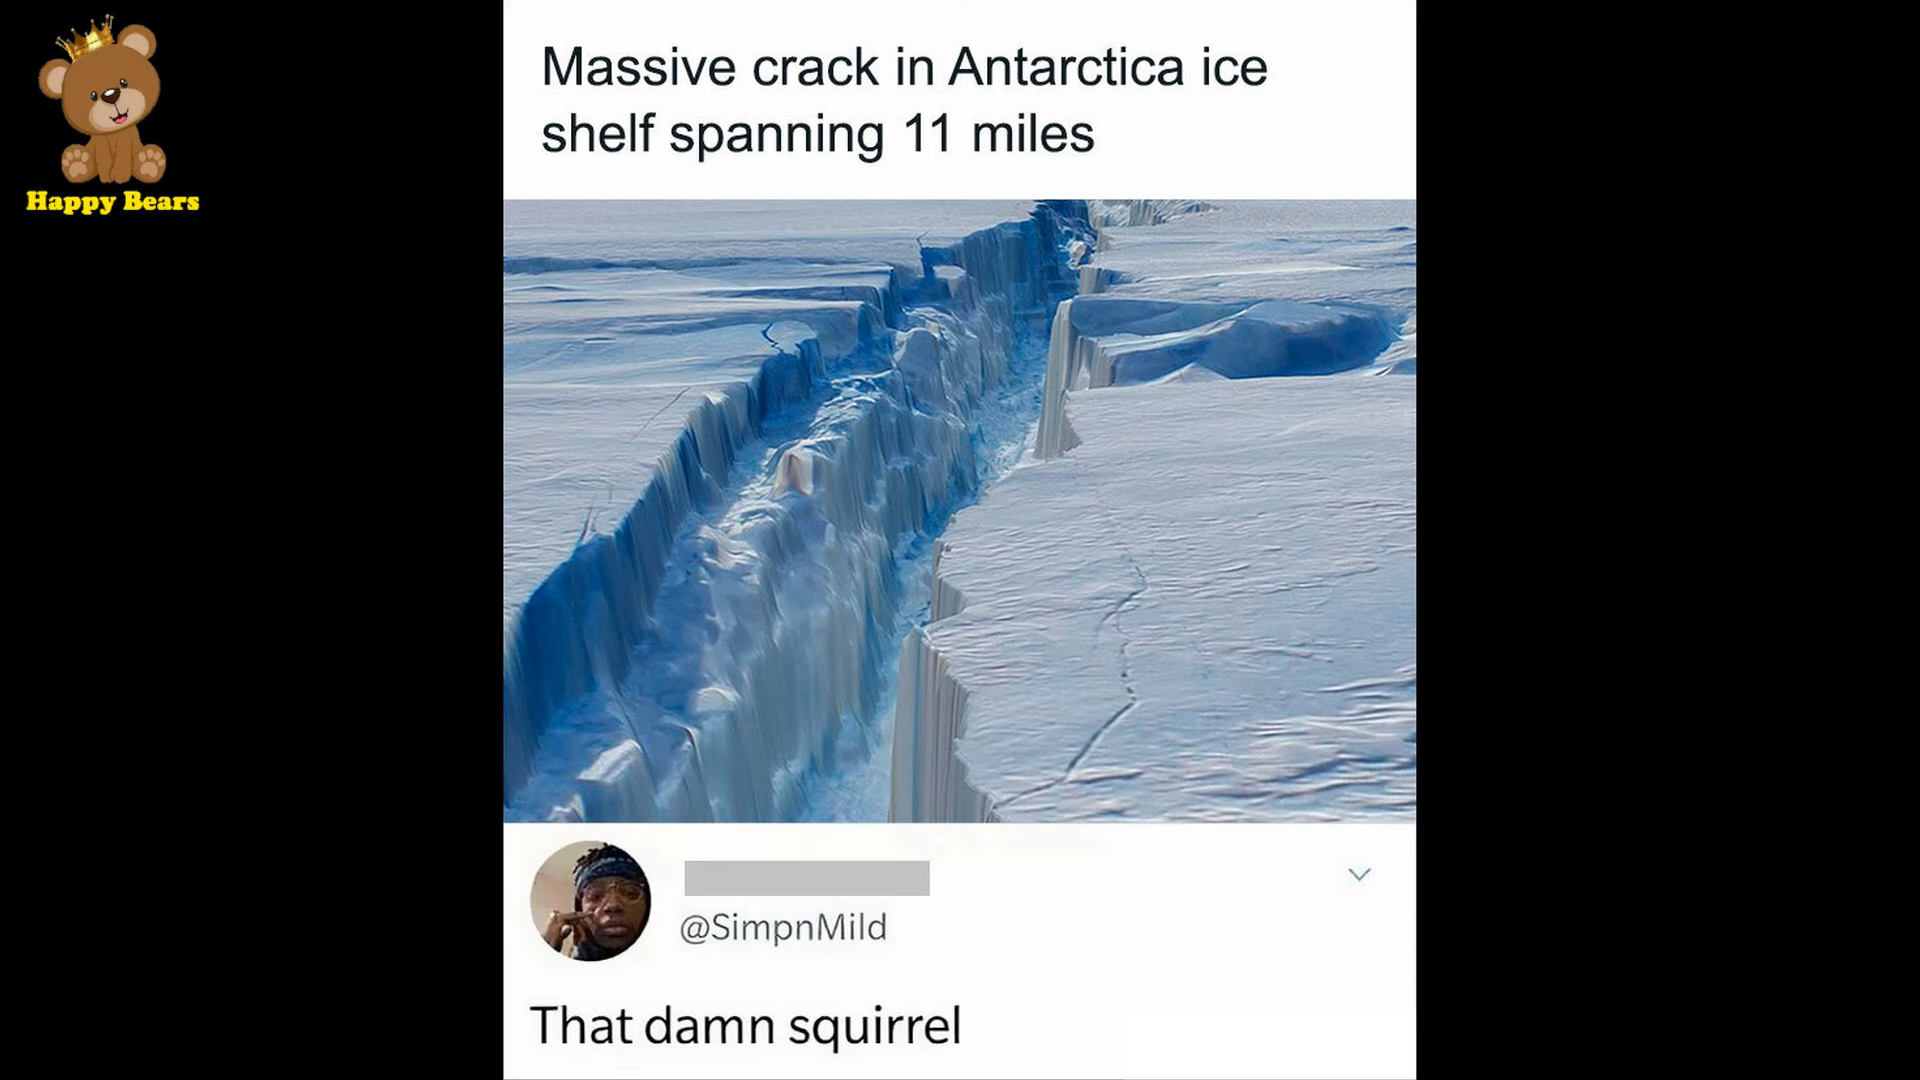 Happy Bears
Massive crack in Antarctica ice
shelf spanning 11 miles
@SimpnMild
That damn squirrel